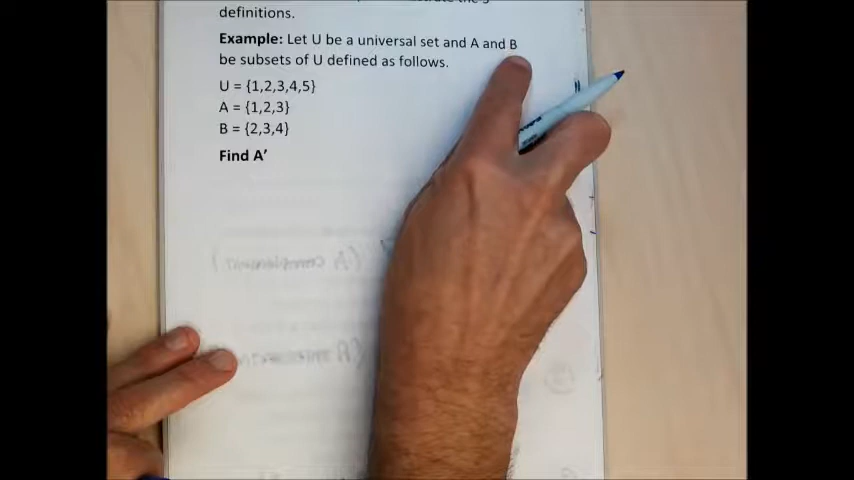 definitions.
Example: Let U be a universal set and A and B
be subsets of U defined as follows.
U = {1,2,3,4,5}
A = {1,2,3}
B = {2,3,4}
Find A′
(A complement)